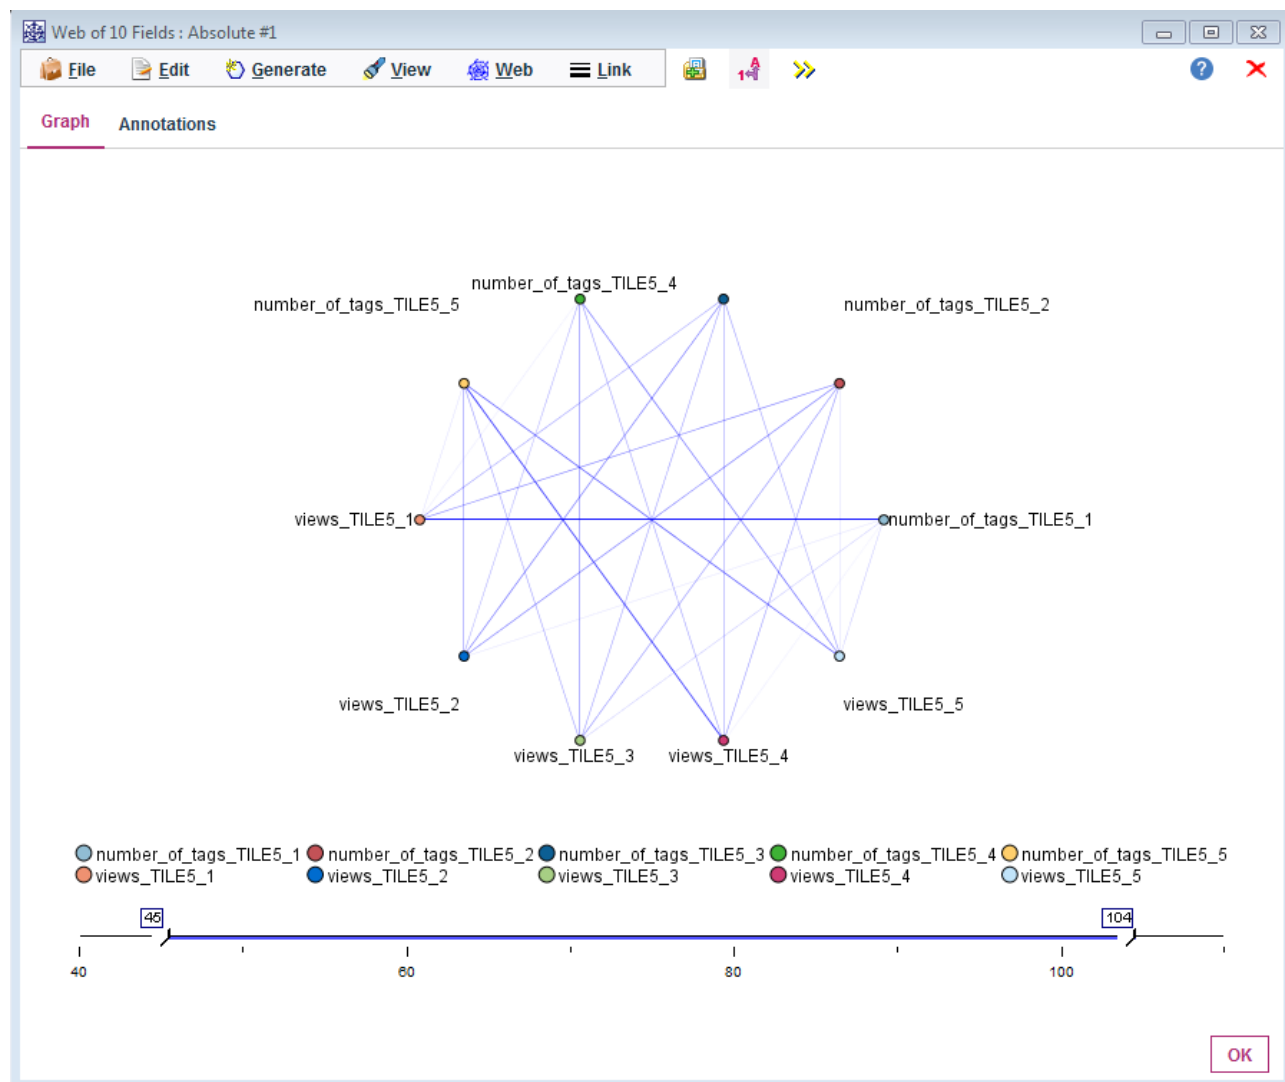 Web of 10 Fields : Absolute #1
File Edit Generate View Web Link
Graph Annotations
number_of_tags_TILE5_4
number_of_tags_TILE5_5 number_of_tags_TILE5_2
views_TILE5_1 number_of_tags_TILE5_1
views_TILE5_2 views_TILE5_5
views_TILE5_3 views_TILE5_4
number_of_tags_TILE5_1 number_of_tags_TILE5_2 number_of_tags_TILE5_3 number_of_tags_TILE5_4 number_of_tags_TILE5_5
views_TILE5_1 views_TILE5_2 views_TILE5_3 views_TILE5_4 views_TILE5_5
45 104
40 60 80 100
OK